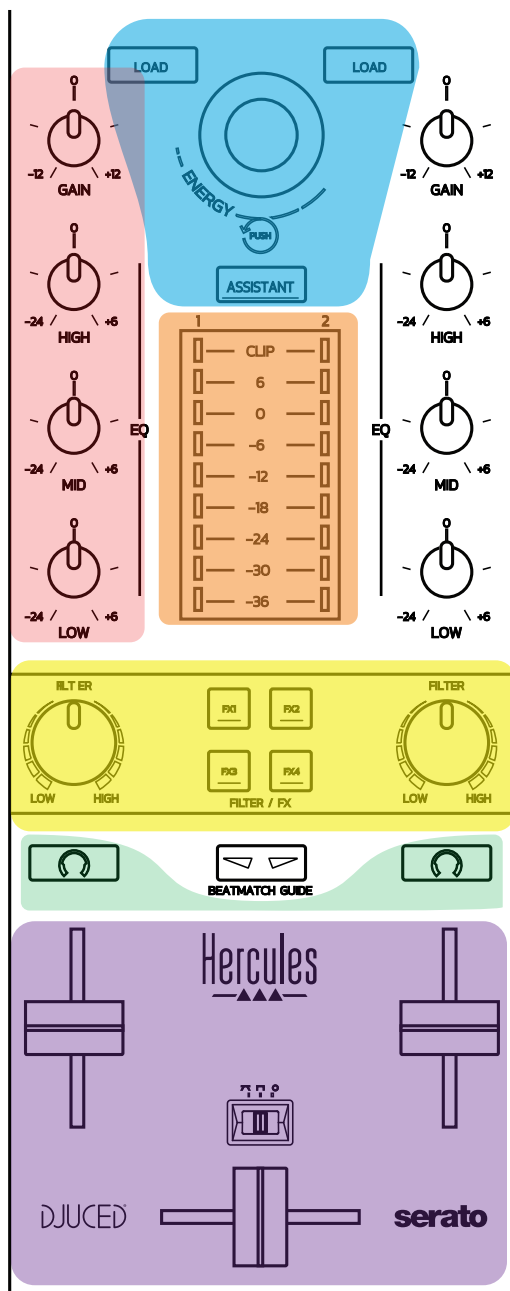 LOAD LOAD
0 0
-12 +12 -12 +12
GAIN GAIN
ENERGY
PUSH
0 0
ASSISTANT
-24 +6 -24 +6
HIGH HIGH
1 2
CLIP
6
0 0
0
EQ EQ
-6
-24 +6 -24 +6
-12
MID MID
-18
0 0
-24
-30
-36
-24 +6 -24 +6
LOW LOW
FILTER FILTER
FX1 FX2
FX3 FX4
LOW HIGH LOW HIGH
FILTER / FX
BEATMATCH GUIDE
Hercules
DJUCED serato